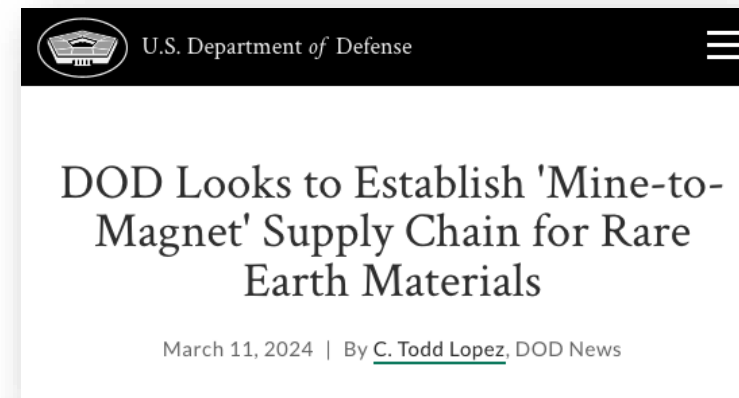 U.S. Department of Defense
DOD Looks to Establish 'Mine-to-
Magnet' Supply Chain for Rare
Earth Materials
March 11, 2024 | By C. Todd Lopez, DOD News